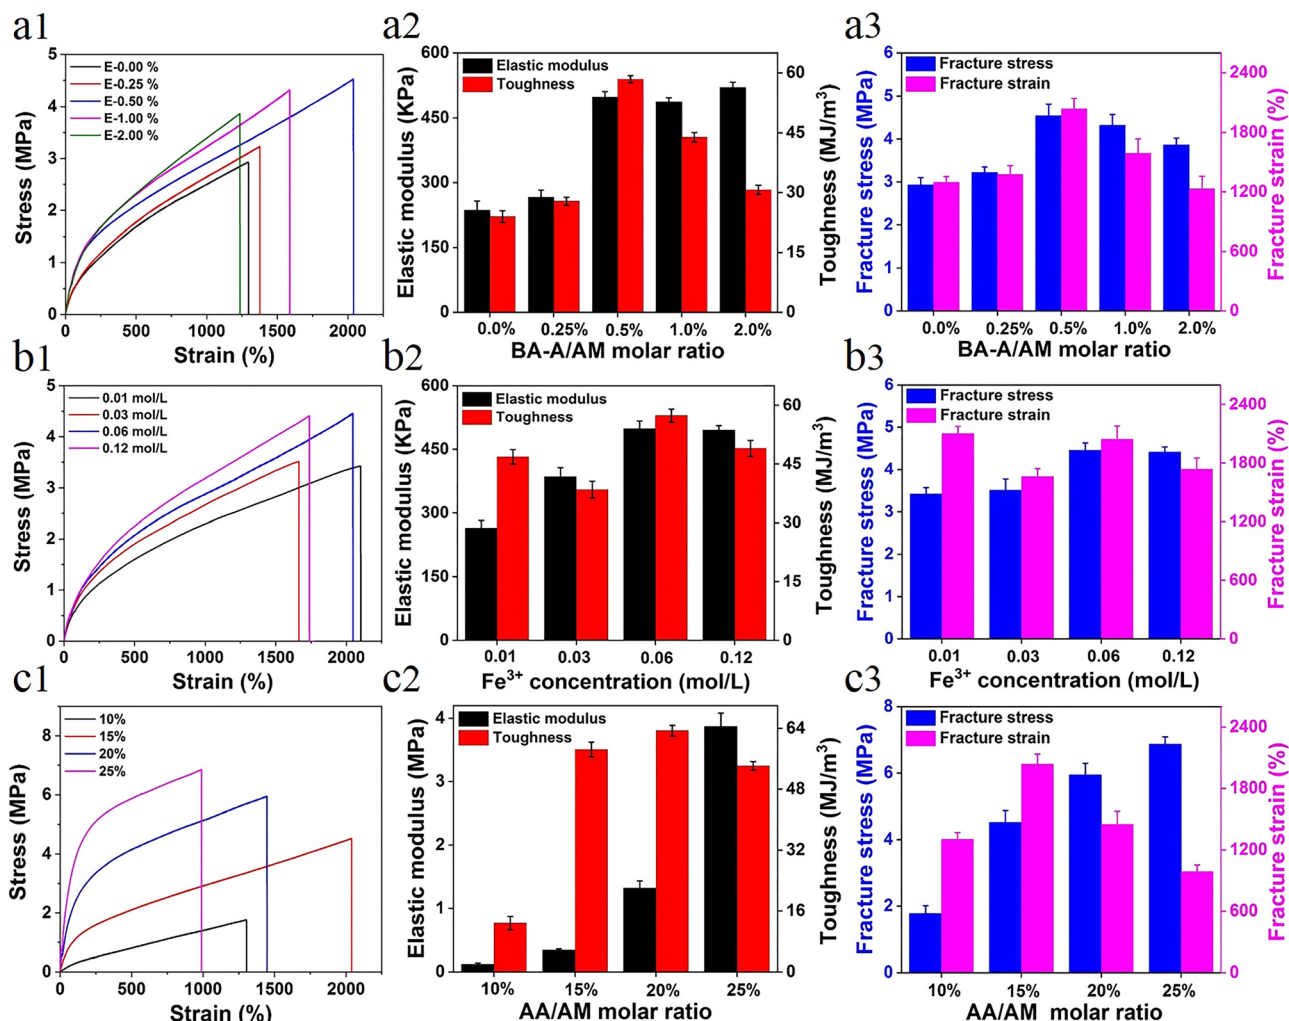 a1
5
4
3
2
1
0
Stress (MPa)
E-0.00 %
E-0.25 %
E-0.50 %
E-1.00 %
E-2.00 %
0 500 1000 1500 2000
Strain (%)
a2
600
450
300
150
0
Elastic modulus (KPa)
Elastic modulus
Toughness
60
45
30
15
0
Toughness (MJ/m³)
0.0% 0.25% 0.5% 1.0% 2.0%
BA-A/AM molar ratio
a3
6
5
4
3
2
1
0
Fracture stress (MPa)
Fracture stress
Fracture strain
2400
1800
1200
600
0
Fracture strain (%)
0.0% 0.25% 0.5% 1.0% 2.0%
BA-A/AM molar ratio
b1
5
4
3
2
1
0
Stress (MPa)
0.01 mol/L
0.03 mol/L
0.06 mol/L
0.12 mol/L
0 500 1000 1500 2000
Strain (%)
b2
600
450
300
150
0
Elastic modulus (KPa)
Elastic modulus
Toughness
60
45
30
15
0
Toughness (MJ/m³)
0.01 0.03 0.06 0.12
Fe³⁺ concentration (mol/L)
b3
6
5
4
3
2
1
0
Fracture stress (MPa)
Fracture stress
Fracture strain
2400
1800
1200
600
0
Fracture strain (%)
0.01 0.03 0.06 0.12
Fe³⁺ concentration (mol/L)
c1
8
6
4
2
0
Stress (MPa)
10%
15%
20%
25%
0 500 1000 1500 2000
Strain (%)
c2
4
3
2
1
0
Elastic modulus (MPa)
Elastic modulus
Toughness
64
48
32
16
0
Toughness (MJ/m³)
10% 15% 20% 25%
AA/AM molar ratio
c3
8
6
4
2
0
Fracture stress (MPa)
Fracture stress
Fracture strain
2400
1800
1200
600
0
Fracture strain (%)
10% 15% 20% 25%
AA/AM molar ratio